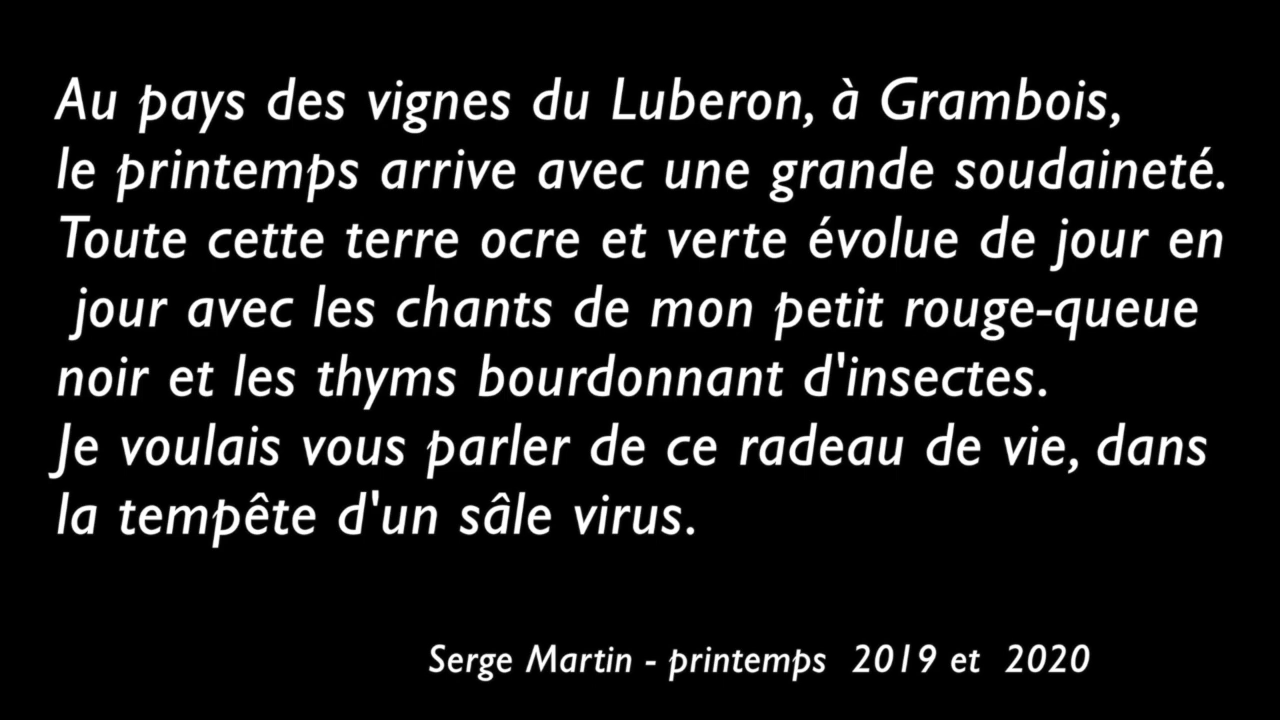 Au pays des vignes du Luberon, à Grambois,
le printemps arrive avec une grande soudaineté.
Toute cette terre ocre et verte évolue de jour en
jour avec les chants de mon petit rouge-queue
noir et les thyms bourdonnant d'insectes.
Je voulais vous parler de ce radeau de vie, dans
la tempête d'un sâle virus.
Serge Martin - printemps 2019 et 2020